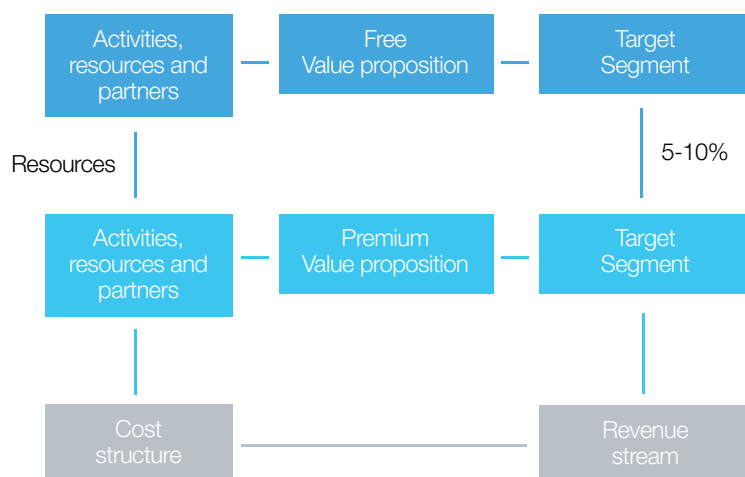 Activities,
resources and
partners
Free
Value proposition
Target
Segment
Resources
5-10%
Activities,
resources and
partners
Premium
Value proposition
Target
Segment
Cost
structure
Revenue
stream